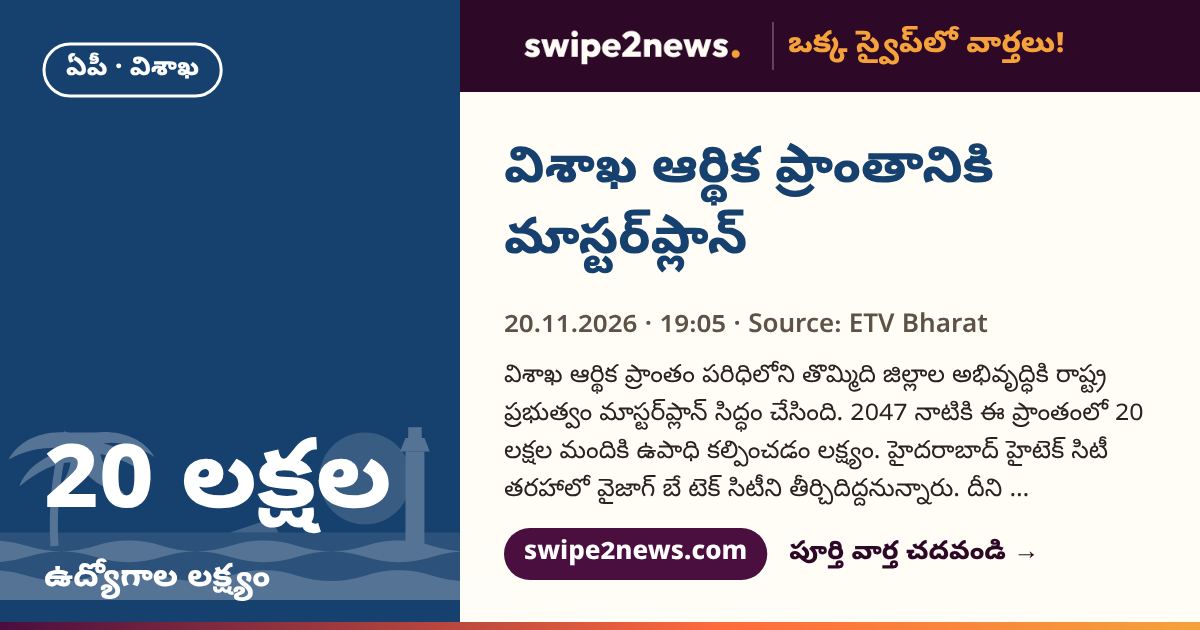 ఏపీ · విశాఖ
20 లక్షల
ఉద్యోగాల లక్ష్యం
swipe2news.
ఒక్క స్వైప్‌లో వార్తలు!
విశాఖ ఆర్థిక ప్రాంతానికి
మాస్టర్‌ప్లాన్
20.11.2026 · 19:05 · Source: ETV Bharat
విశాఖ ఆర్థిక ప్రాంతం పరిధిలోని తొమ్మిది జిల్లాల అభివృద్ధికి రాష్ట్ర
ప్రభుత్వం మాస్టర్‌ప్లాన్ సిద్ధం చేసింది. 2047 నాటికి ఈ ప్రాంతంలో 20
లక్షల మందికి ఉపాధి కల్పించడం లక్ష్యం. హైదరాబాద్ హైటెక్ సిటీ
తరహాలో వైజాగ్ బే టెక్ సిటీని తీర్చిదిద్దనున్నారు. దీని ...
swipe2news.com
పూర్తి వార్త చదవండి →